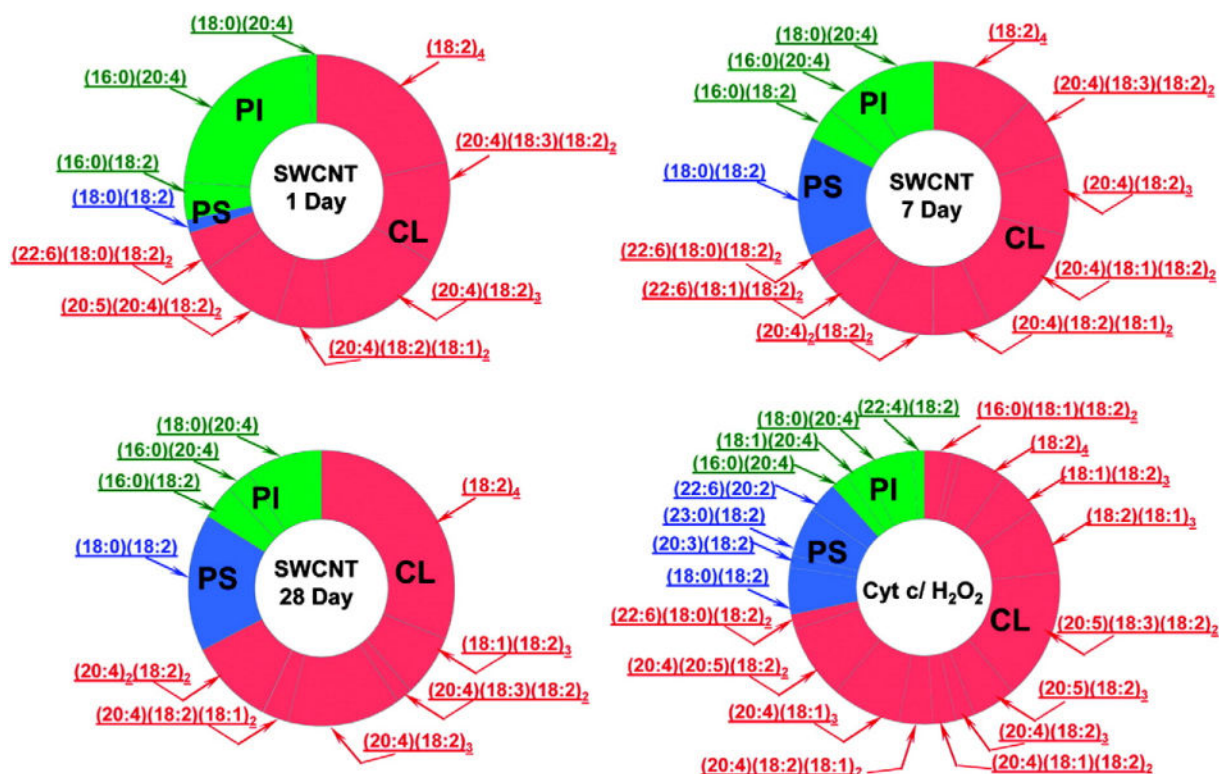 (18:0)(20:4)
(16:0)(20:4)
(16:0)(18:2)
(18:0)(18:2)
(22:6)(18:0)(18:2)₂
(20:5)(20:4)(18:2)₂
(20:4)(18:2)(18:1)₂
(20:4)(18:2)₃
(20:4)(18:3)(18:2)₂
(18:2)₄
PI
PS
CL
SWCNT
1 Day
(18:0)(20:4)
(16:0)(20:4)
(16:0)(18:2)
(18:0)(18:2)
(22:6)(18:0)(18:2)₂
(22:6)(18:1)(18:2)₂
(20:4)₂(18:2)₂
(20:4)(18:2)(18:1)₂
(20:4)(18:1)(18:2)₂
(20:4)(18:2)₃
(20:4)(18:3)(18:2)₂
(18:2)₄
PI
PS
CL
SWCNT
7 Day
(18:0)(20:4)
(16:0)(20:4)
(16:0)(18:2)
(18:0)(18:2)
(20:4)₂(18:2)₂
(20:4)(18:2)(18:1)₂
(20:4)(18:2)₃
(20:4)(18:3)(18:2)₂
(18:1)(18:2)₃
(18:2)₄
PI
PS
CL
SWCNT
28 Day
(22:4)(18:2)
(18:0)(20:4)
(18:1)(20:4)
(16:0)(20:4)
(22:6)(20:2)
(23:0)(18:2)
(20:3)(18:2)
(18:0)(18:2)
(22:6)(18:0)(18:2)₂
(20:4)(20:5)(18:2)₂
(20:4)(18:1)₃
(20:4)(18:2)(18:1)₂
(20:4)(18:1)(18:2)₂
(20:4)(18:2)₃
(20:5)(18:2)₃
(20:5)(18:3)(18:2)₂
(18:2)(18:1)₃
(18:1)(18:2)₃
(18:2)₄
(16:0)(18:1)(18:2)₂
PI
PS
CL
Cyt c/ H₂O₂